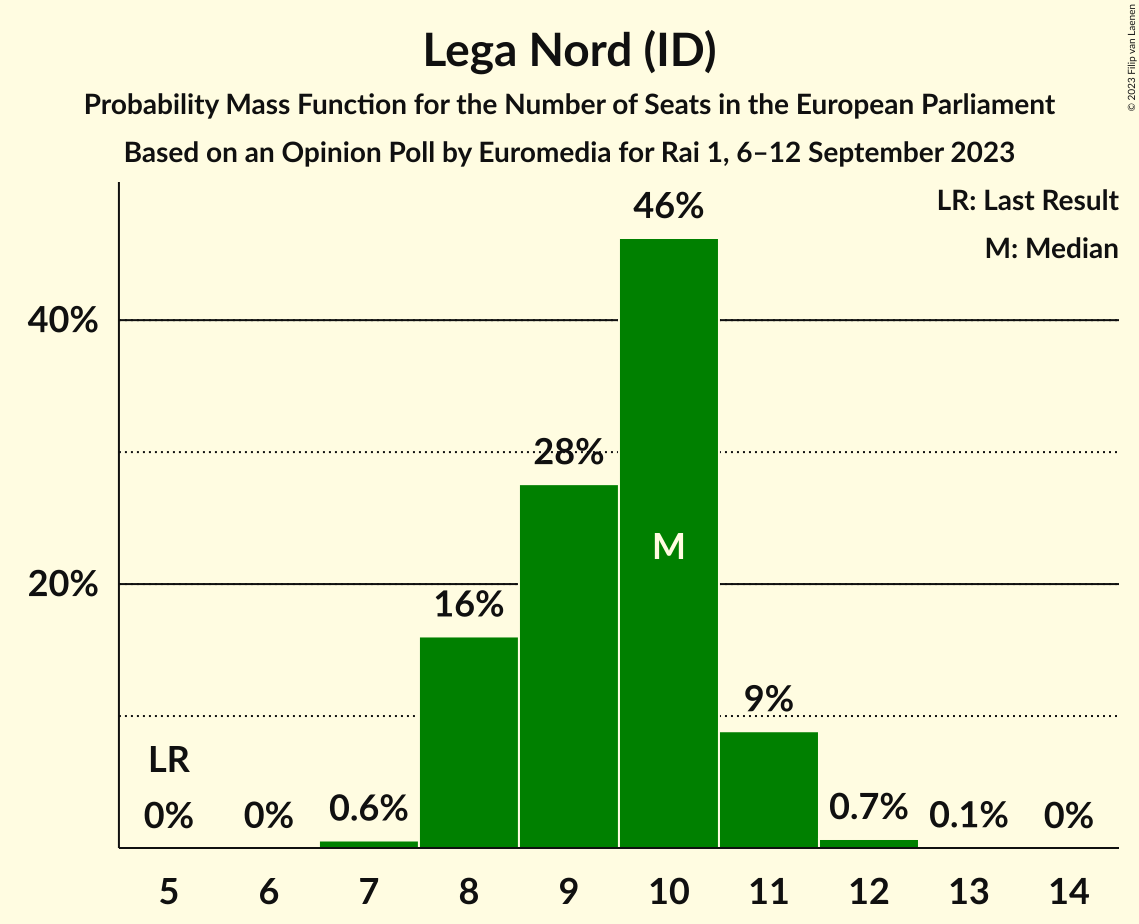 Lega Nord (ID)
Probability Mass Function for the Number of Seats in the European Parliament
Based on an Opinion Poll by Euromedia for Rai 1, 6–12 September 2023
© 2023 Filip van Laenen
LR: Last Result
M: Median
46%
40%
28%
M
20%
16%
9%
LR
0%
0%
0.6%
0.7%
0.1%
0%
5 6 7 8 9 10 11 12 13 14